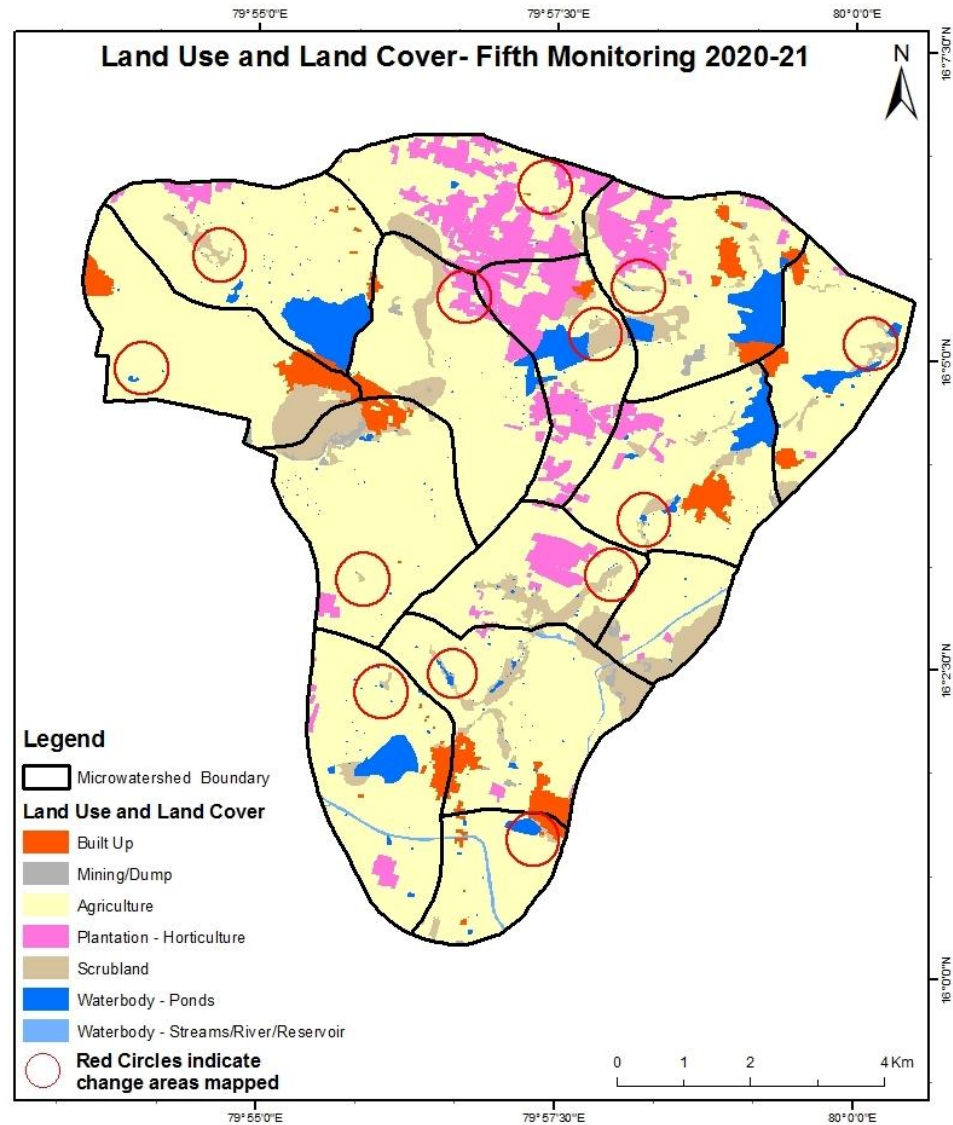 79°55'0"E 79°57'30"E 80°0'0"E
Land Use and Land Cover- Fifth Monitoring 2020-21
N
16°7'30"N
16°5'0"N
16°2'30"N
16°0'0"N
Legend
Microwatershed Boundary
Land Use and Land Cover
Built Up
Mining/Dump
Agriculture
Plantation - Horticulture
Scrubland
Waterbody - Ponds
Waterbody - Streams/River/Reservoir
Red Circles indicate
change areas mapped
0 1 2 4 Km
79°55'0"E 79°57'30"E 80°0'0"E